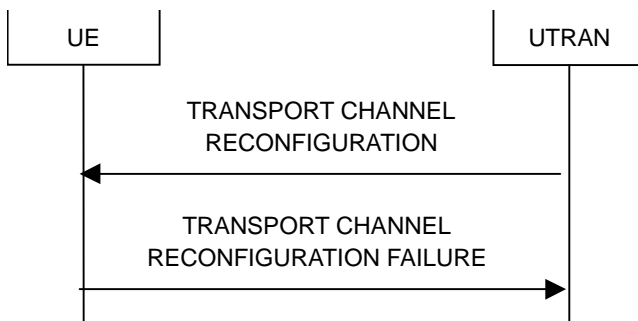 UE
UTRAN
TRANSPORT CHANNEL
RECONFIGURATION
TRANSPORT CHANNEL
RECONFIGURATION FAILURE